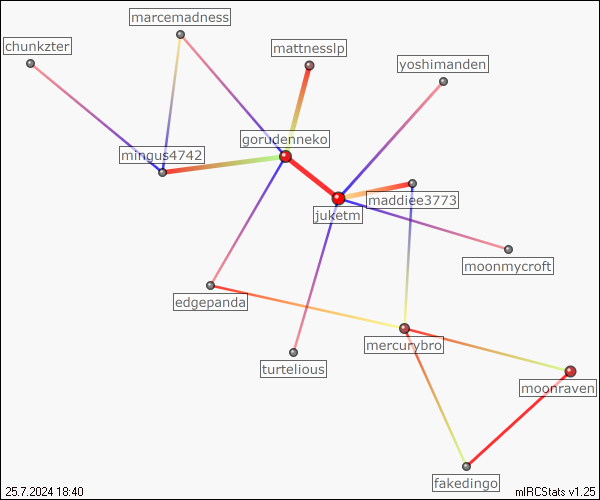 marcemadness
chunkzter
mattnesslp
yoshimanden
gorudenneko
mingus4742
maddiee3773
juketm
moonmycroft
edgepanda
mercurybro
turtelious
moonraven
fakedingo
25.7.2024 18:40
mIRCStats v1.25